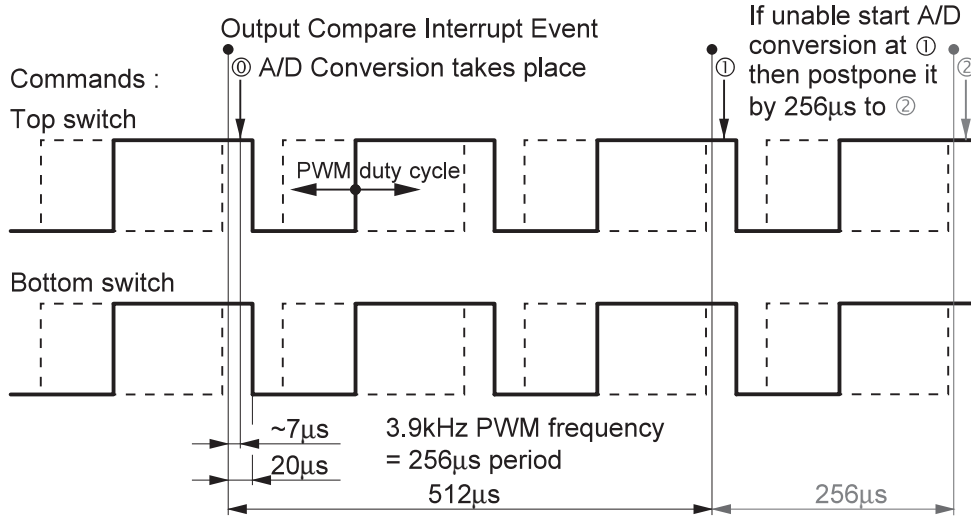 Output Compare Interrupt Event
⓪ A/D Conversion takes place
Commands :
Top switch
①
If unable start A/D
conversion at ①
then postpone it
by 256µs to ②
②
PWM duty cycle
Bottom switch
~7µs
20µs
3.9kHz PWM frequency
= 256µs period
512µs
256µs